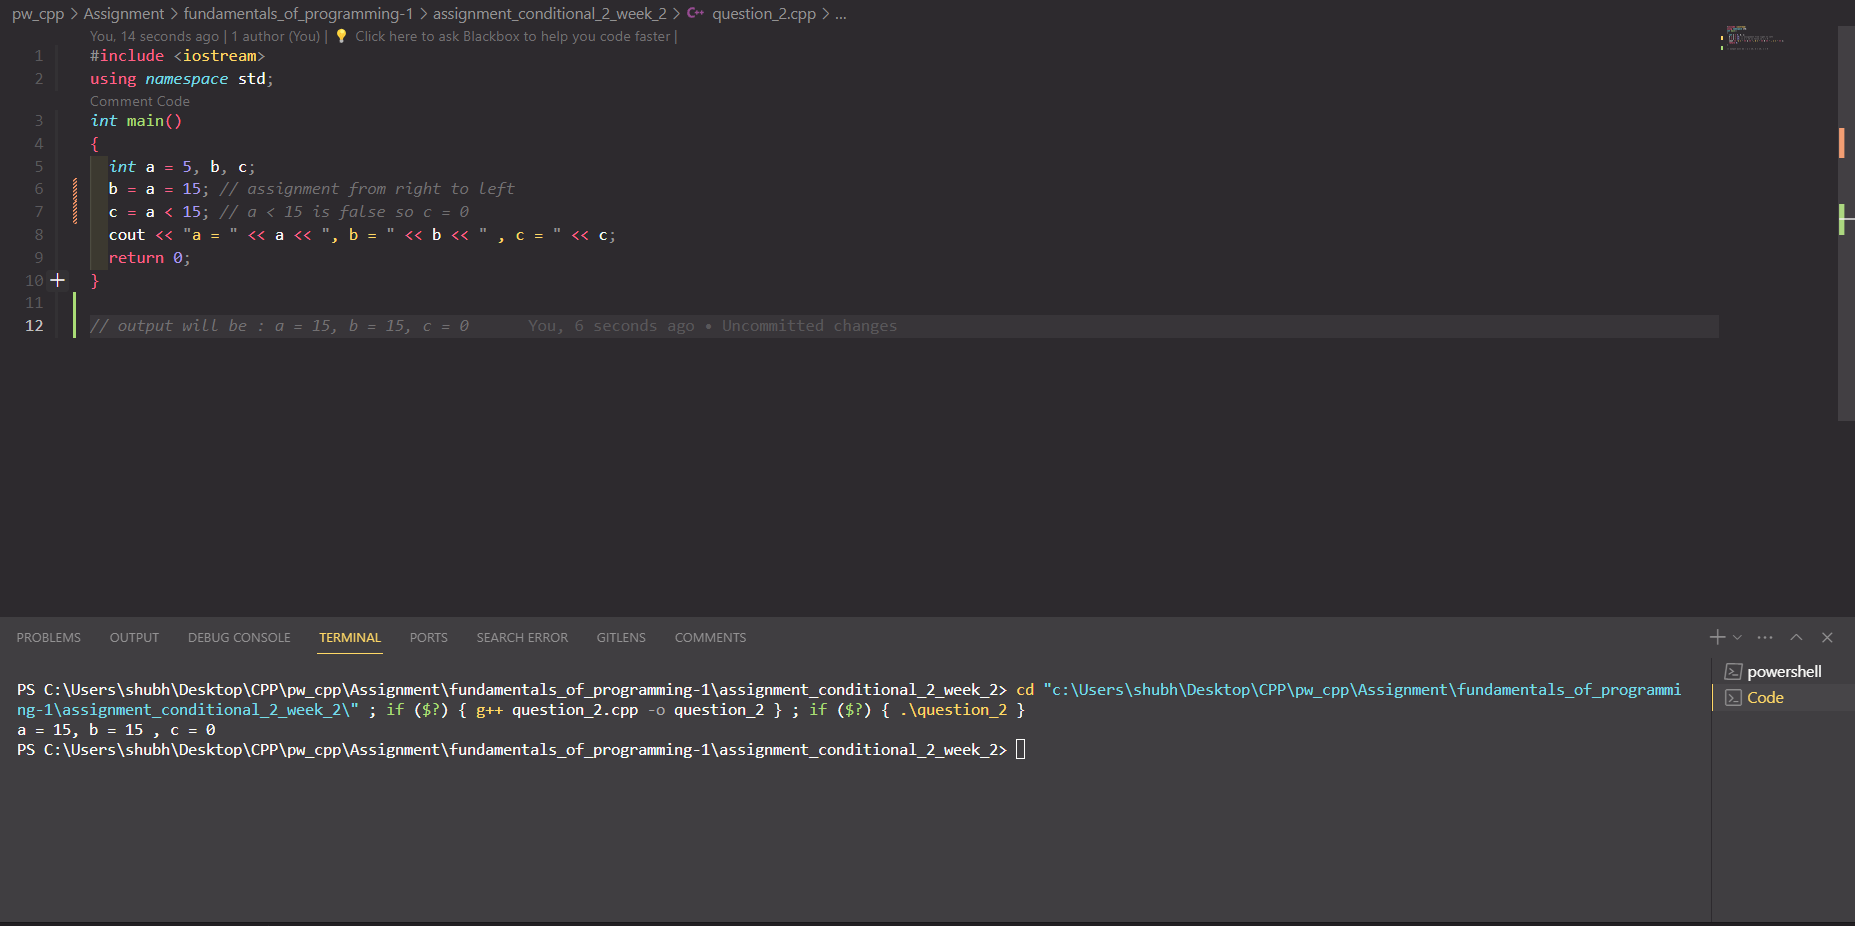 pw_cpp > Assignment > fundamentals_of_programming-1 > assignment_conditional_2_week_2 > C++ question_2.cpp > ...
You, 14 seconds ago | 1 author (You) | 💡 Click here to ask Blackbox to help you code faster |
1 #include <iostream>
2 using namespace std;
Comment Code
3 int main()
4 {
5 int a = 5, b, c;
6 b = a = 15; // assignment from right to left
7 c = a < 15; // a < 15 is false so c = 0
8 cout << "a = " << a << ", b = " << b << " , c = " << c;
9 return 0;
10 }
11
12 // output will be : a = 15, b = 15, c = 0 You, 6 seconds ago • Uncommitted changes
PROBLEMS OUTPUT DEBUG CONSOLE TERMINAL PORTS SEARCH ERROR GITLENS COMMENTS
PS C:\Users\shubh\Desktop\CPP\pw_cpp\Assignment\fundamentals_of_programming-1\assignment_conditional_2_week_2> cd "c:\Users\shubh\Desktop\CPP\pw_cpp\Assignment\fundamentals_of_programmi
ng-1\assignment_conditional_2_week_2\" ; if ($?) { g++ question_2.cpp -o question_2 } ; if ($?) { .\question_2 }
a = 15, b = 15 , c = 0
PS C:\Users\shubh\Desktop\CPP\pw_cpp\Assignment\fundamentals_of_programming-1\assignment_conditional_2_week_2>
powershell
Code